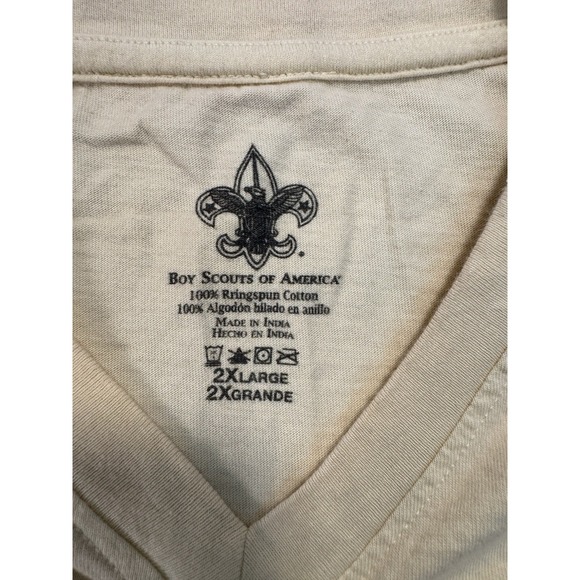 BOY SCOUTS OF AMERICA®
100% Rringspun Cotton
100% Algodón hilado en anillo
MADE IN INDIA
HECHO EN INDIA
2XLARGE
2XGRANDE